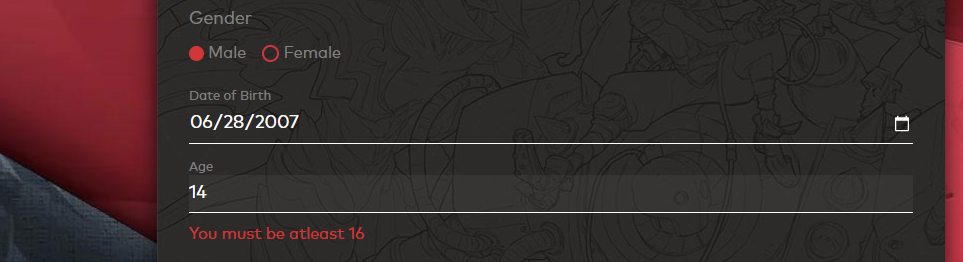 Gender
Male Female
Date of Birth
06/28/2007
Age
14
You must be atleast 16